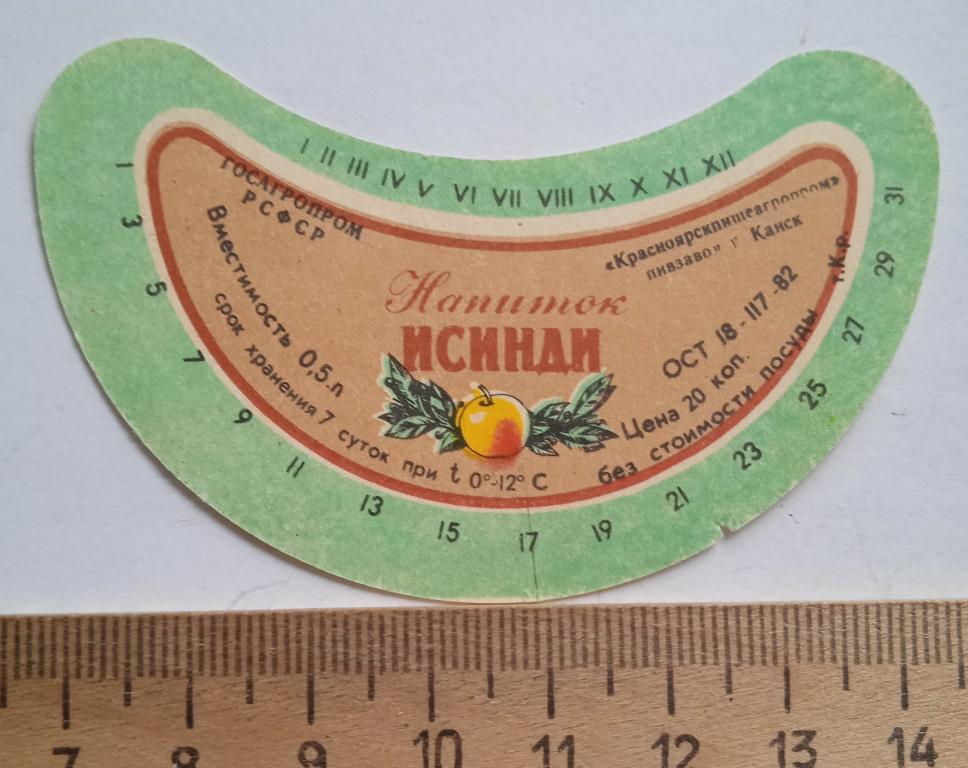 I II III IV V VI VII VIII IX X XI XII
ГОСАГРОПРОМ
РСФСР
«Красноярскпищеагропром»
пивзавод г Канск
Напиток
ИСИНДИ
Вместимость 0,5.л
срок хранения 7 суток при t 0°-12° С
ОСТ 18-117-82
Цена 20 коп.
без стоимости посуды т.К.р.
1 3 5 7 9 11 13 15 17 19 21 23 25 27 29 31
7 8 9 10 11 12 13 14